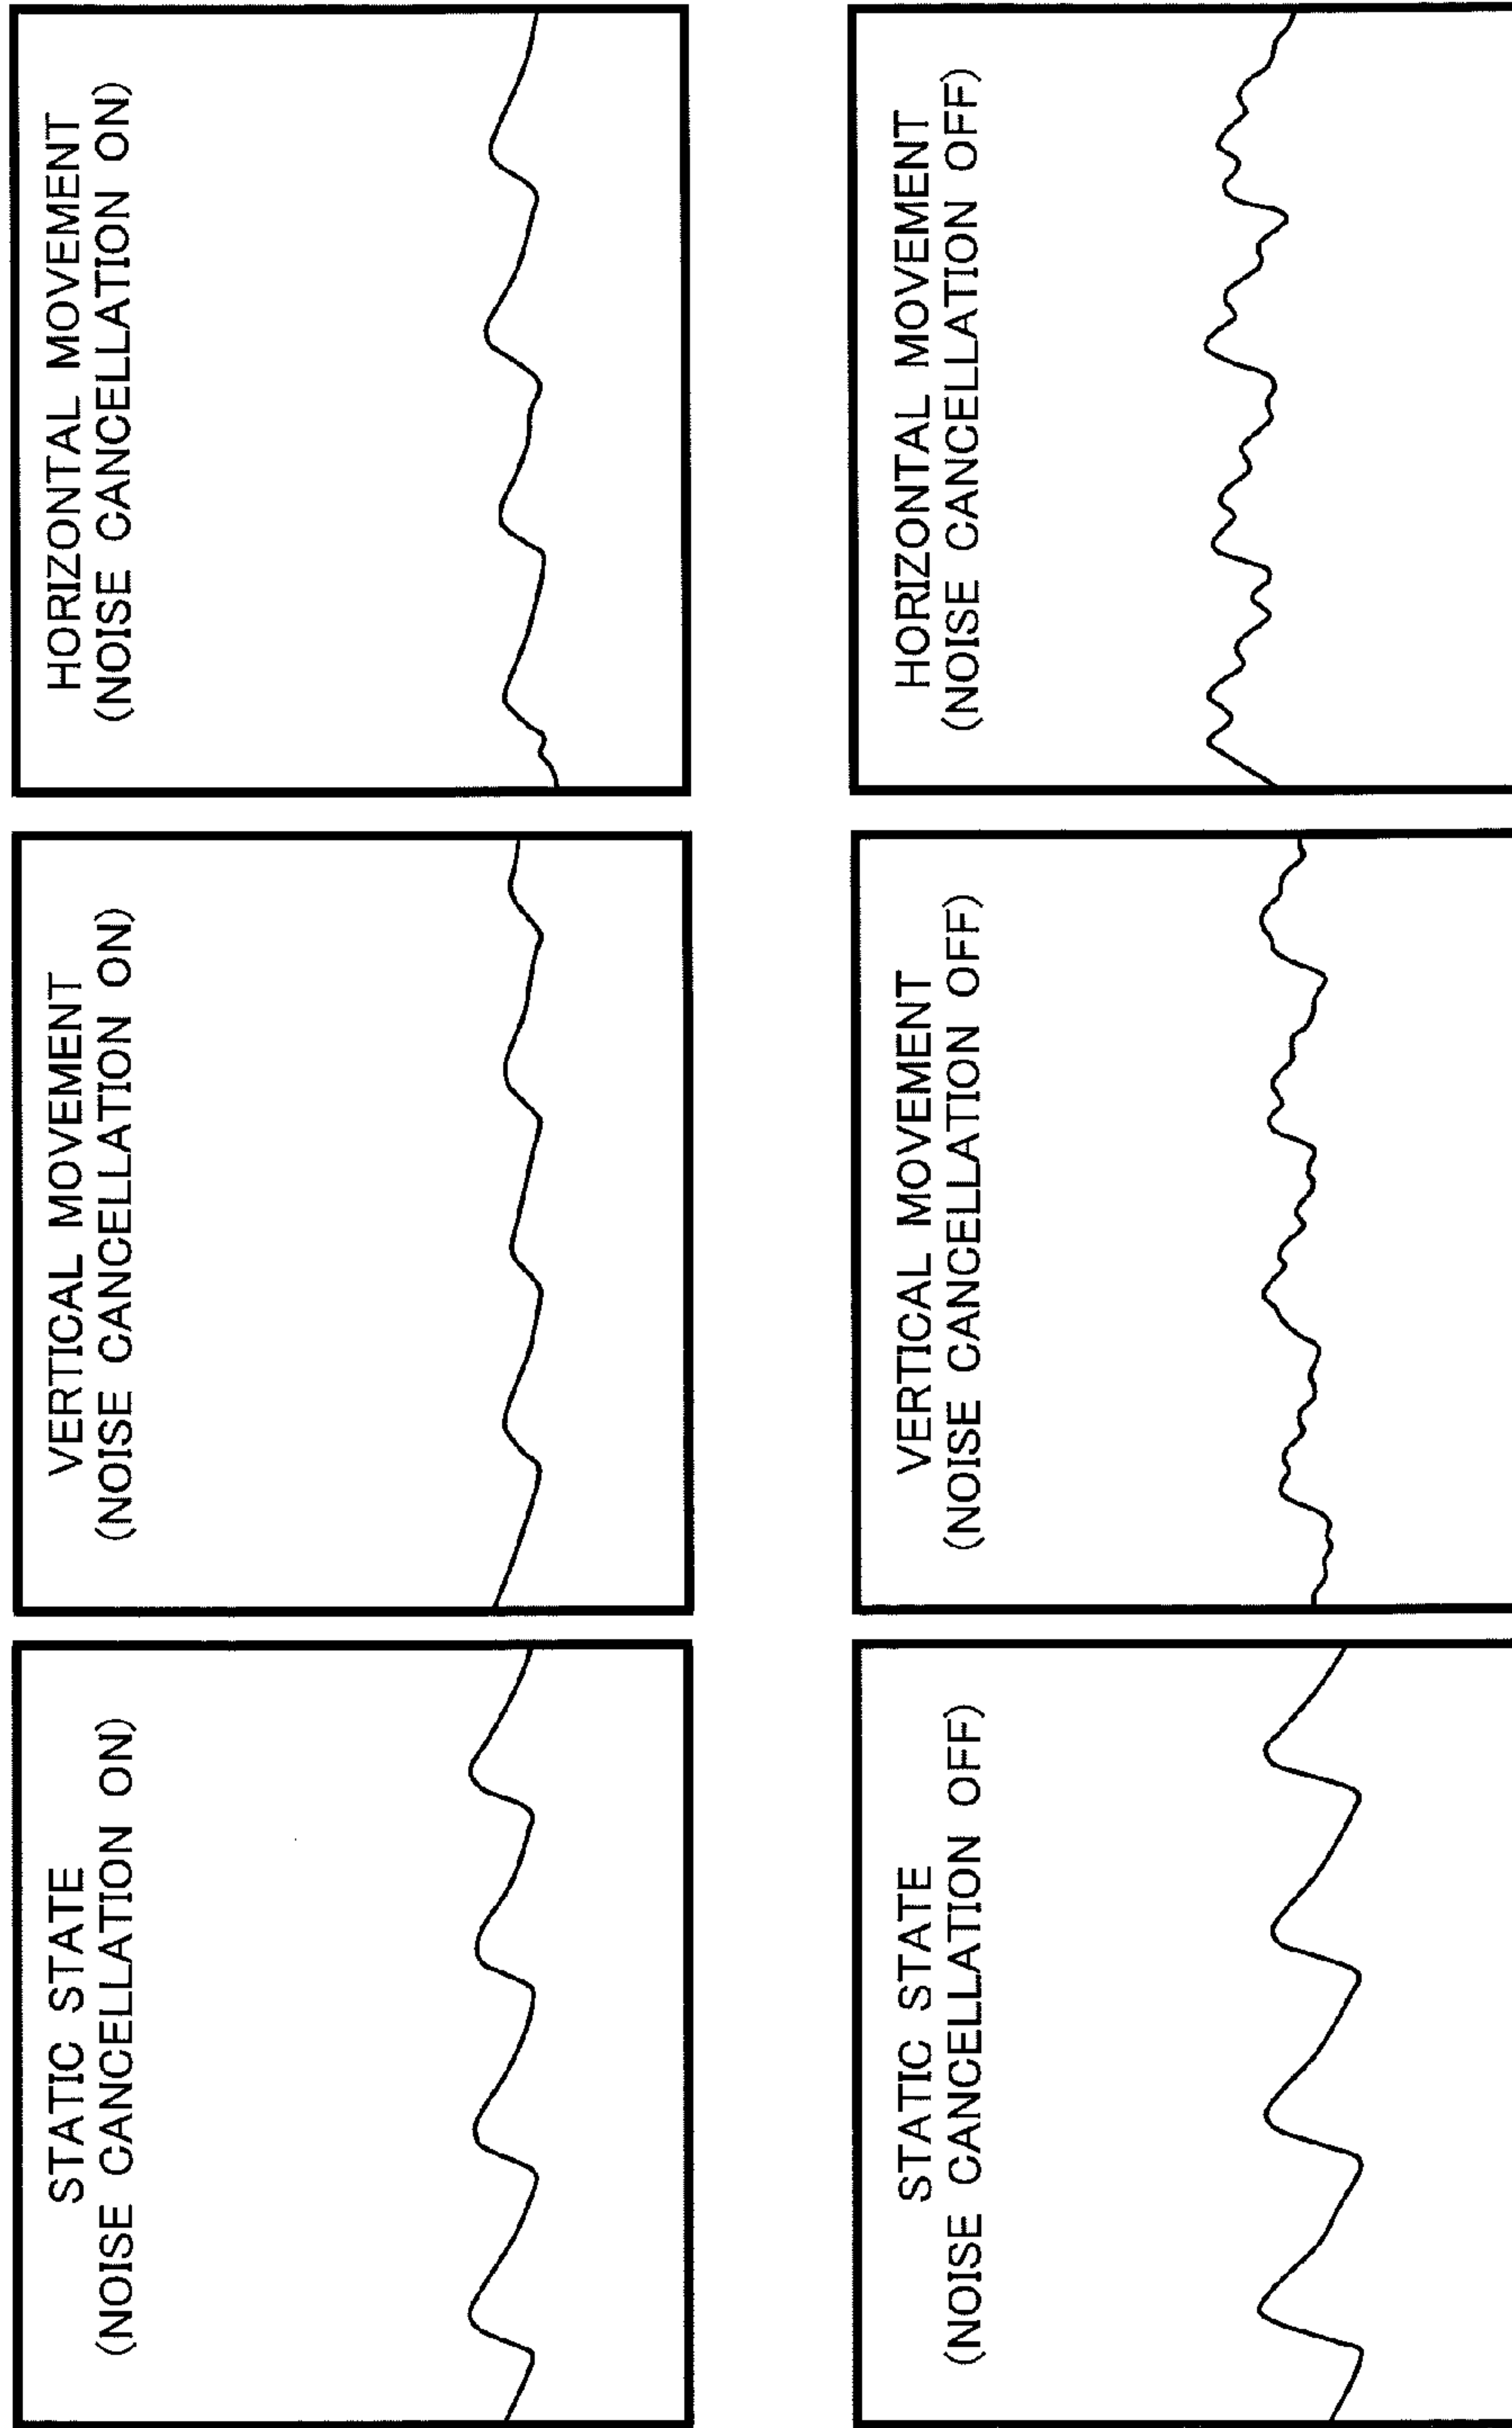 STATIC STATE
(NOISE CANCELLATION ON)
VERTICAL MOVEMENT
(NOISE CANCELLATION ON)
HORIZONTAL MOVEMENT
(NOISE CANCELLATION ON)
STATIC STATE
(NOISE CANCELLATION OFF)
VERTICAL MOVEMENT
(NOISE CANCELLATION OFF)
HORIZONTAL MOVEMENT
(NOISE CANCELLATION OFF)